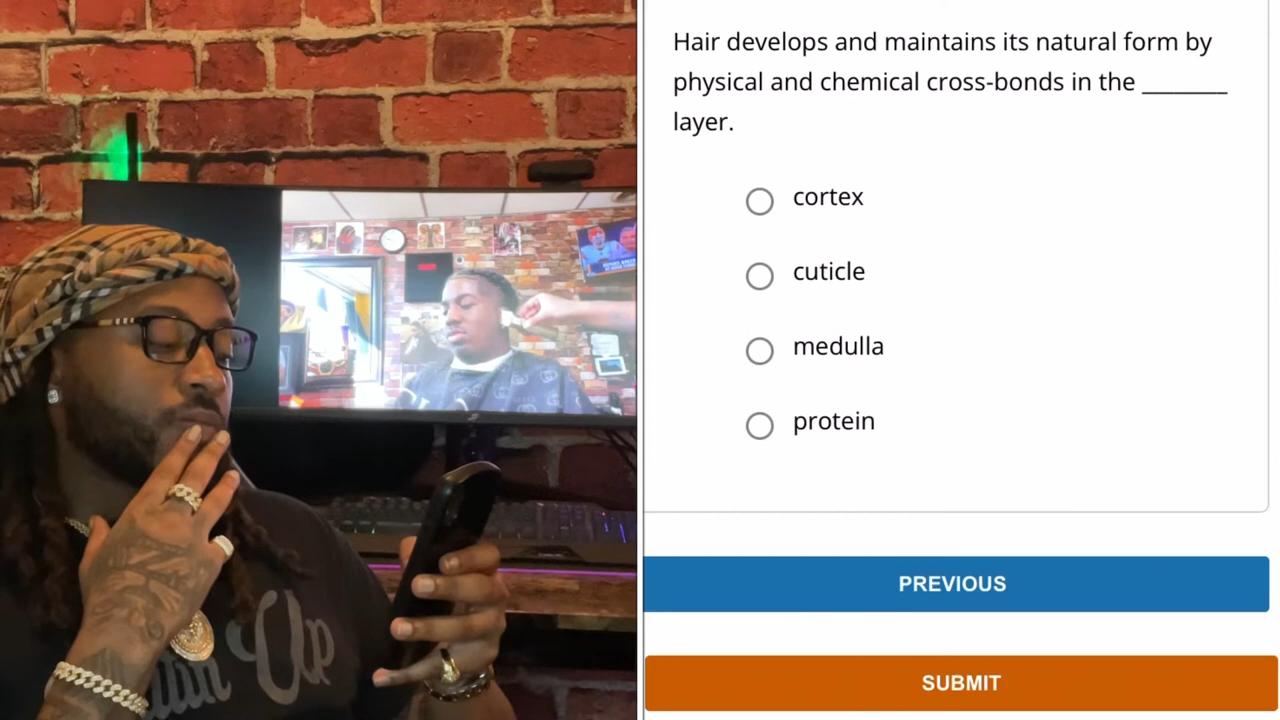 Hair develops and maintains its natural form by
physical and chemical cross-bonds in the ________
layer.
cortex
cuticle
medulla
protein
PREVIOUS
SUBMIT
Up